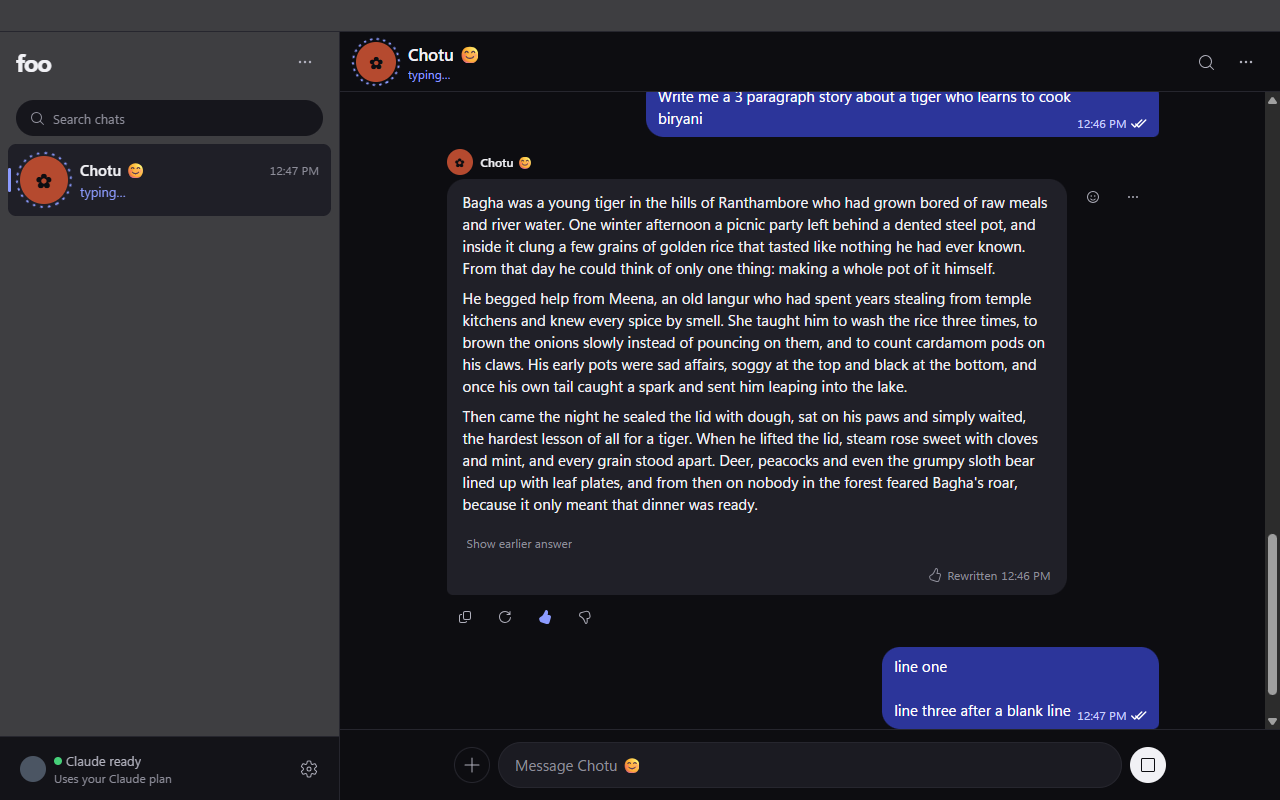 foo
Search chats
Chotu 😊
12:47 PM
typing...
Claude ready
Uses your Claude plan
Chotu 😊
typing...
Write me a 3 paragraph story about a tiger who learns to cook
biryani
12:46 PM
Chotu 😊
Bagha was a young tiger in the hills of Ranthambore who had grown bored of raw meals
and river water. One winter afternoon a picnic party left behind a dented steel pot, and
inside it clung a few grains of golden rice that tasted like nothing he had ever known.
From that day he could think of only one thing: making a whole pot of it himself.
He begged help from Meena, an old langur who had spent years stealing from temple
kitchens and knew every spice by smell. She taught him to wash the rice three times, to
brown the onions slowly instead of pouncing on them, and to count cardamom pods on
his claws. His early pots were sad affairs, soggy at the top and black at the bottom, and
once his own tail caught a spark and sent him leaping into the lake.
Then came the night he sealed the lid with dough, sat on his paws and simply waited,
the hardest lesson of all for a tiger. When he lifted the lid, steam rose sweet with cloves
and mint, and every grain stood apart. Deer, peacocks and even the grumpy sloth bear
lined up with leaf plates, and from then on nobody in the forest feared Bagha's roar,
because it only meant that dinner was ready.
Show earlier answer
Rewritten 12:46 PM
line one
line three after a blank line
12:47 PM
Message Chotu 😊